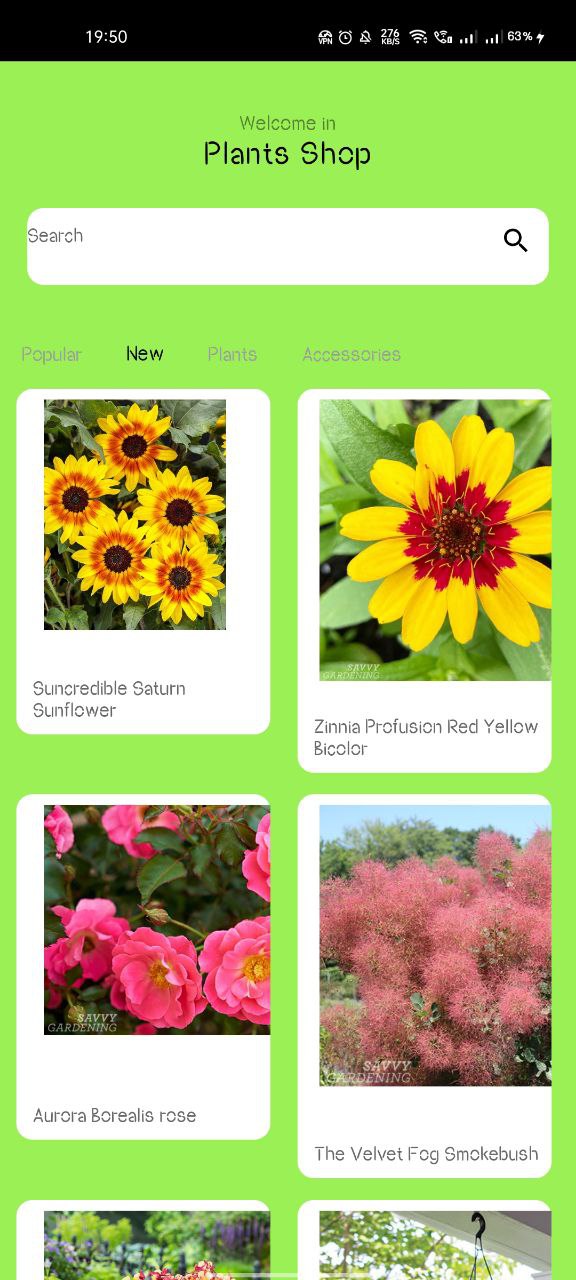 19:50
VPN
276
KB/S
63%
Welcome in
Plants Shop
Search
Popular New Plants Accessories
SAVVY
GARDENING
Suncredible Saturn
Sunflower
Zinnia Profusion Red Yellow
Bicolor
SAVVY
GARDENING
SAVVY
GARDENING
Aurora Borealis rose
The Velvet Fog Smokebush